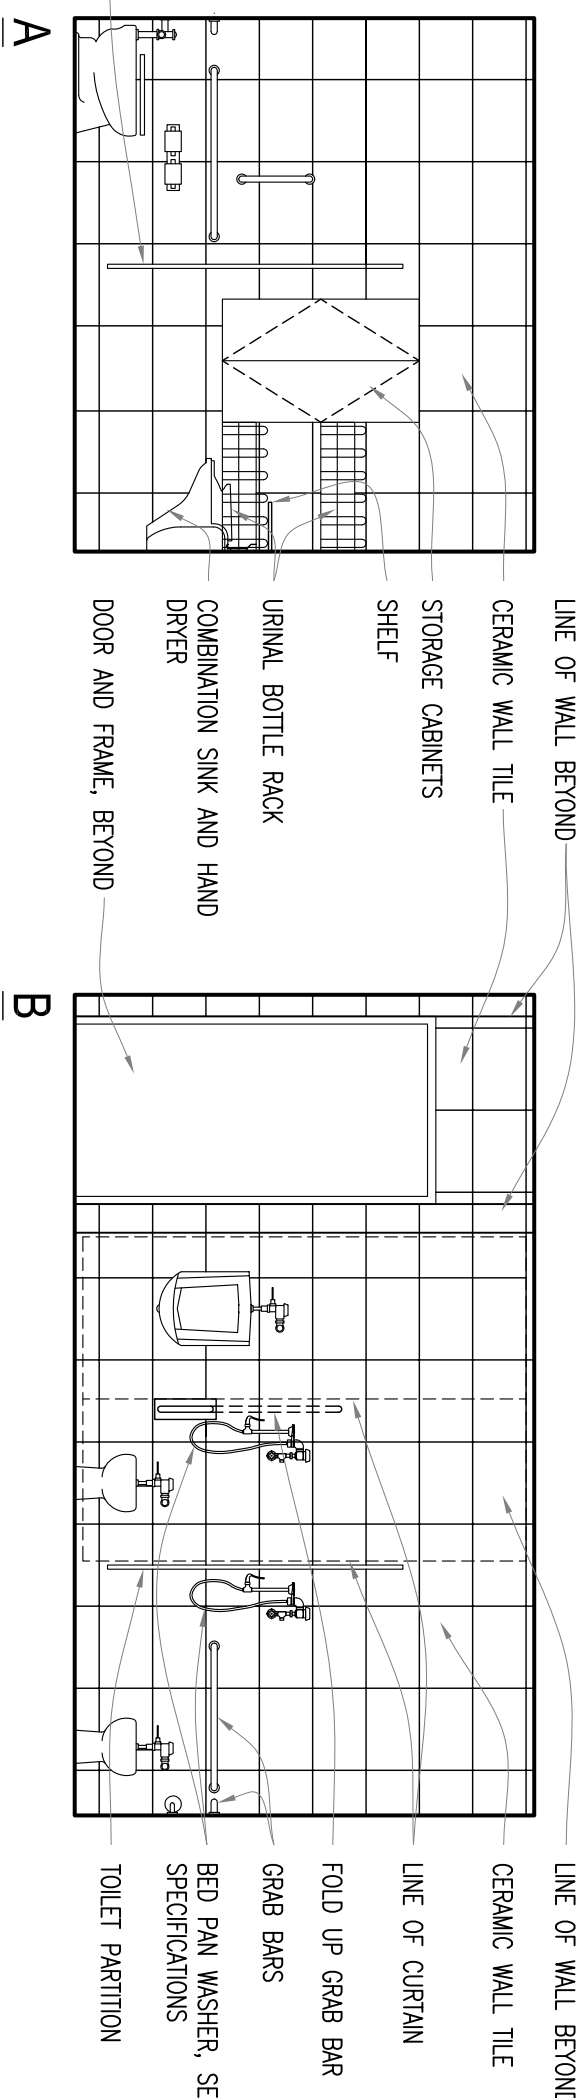 LINE OF WALL BEYOND
CERAMIC WALL TILE
STORAGE CABINETS
SHELF
URINAL BOTTLE RACK
COMBINATION SINK AND HAND
DRYER
DOOR AND FRAME, BEYOND
A
LINE OF WALL BEYOND
CERAMIC WALL TILE
LINE OF CURTAIN
FOLD UP GRAB BAR
GRAB BARS
BED PAN WASHER, SE
SPECIFICATIONS
TOILET PARTITION
B